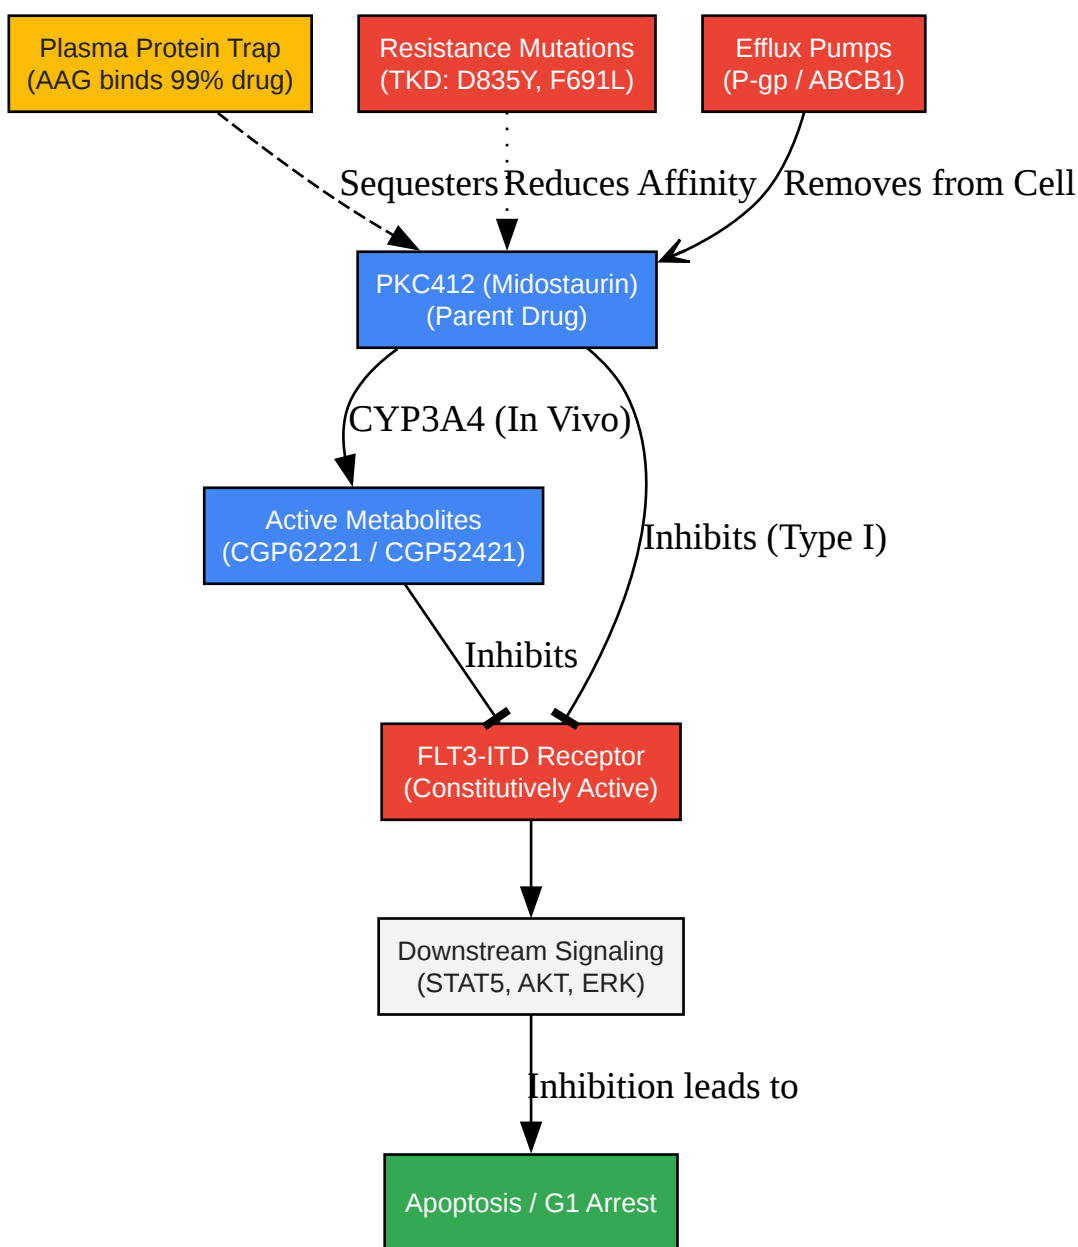 Plasma Protein Trap
(AAG binds 99% drug)
Resistance Mutations
(TKD: D835Y, F691L)
Efflux Pumps
(P-gp / ABCB1)
Sequesters
Reduces Affinity
Removes from Cell
PKC412 (Midostaurin)
(Parent Drug)
CYP3A4 (In Vivo)
Active Metabolites
(CGP62221 / CGP52421)
Inhibits (Type I)
Inhibits
FLT3-ITD Receptor
(Constitutively Active)
Downstream Signaling
(STAT5, AKT, ERK)
Inhibition leads to
Apoptosis / G1 Arrest